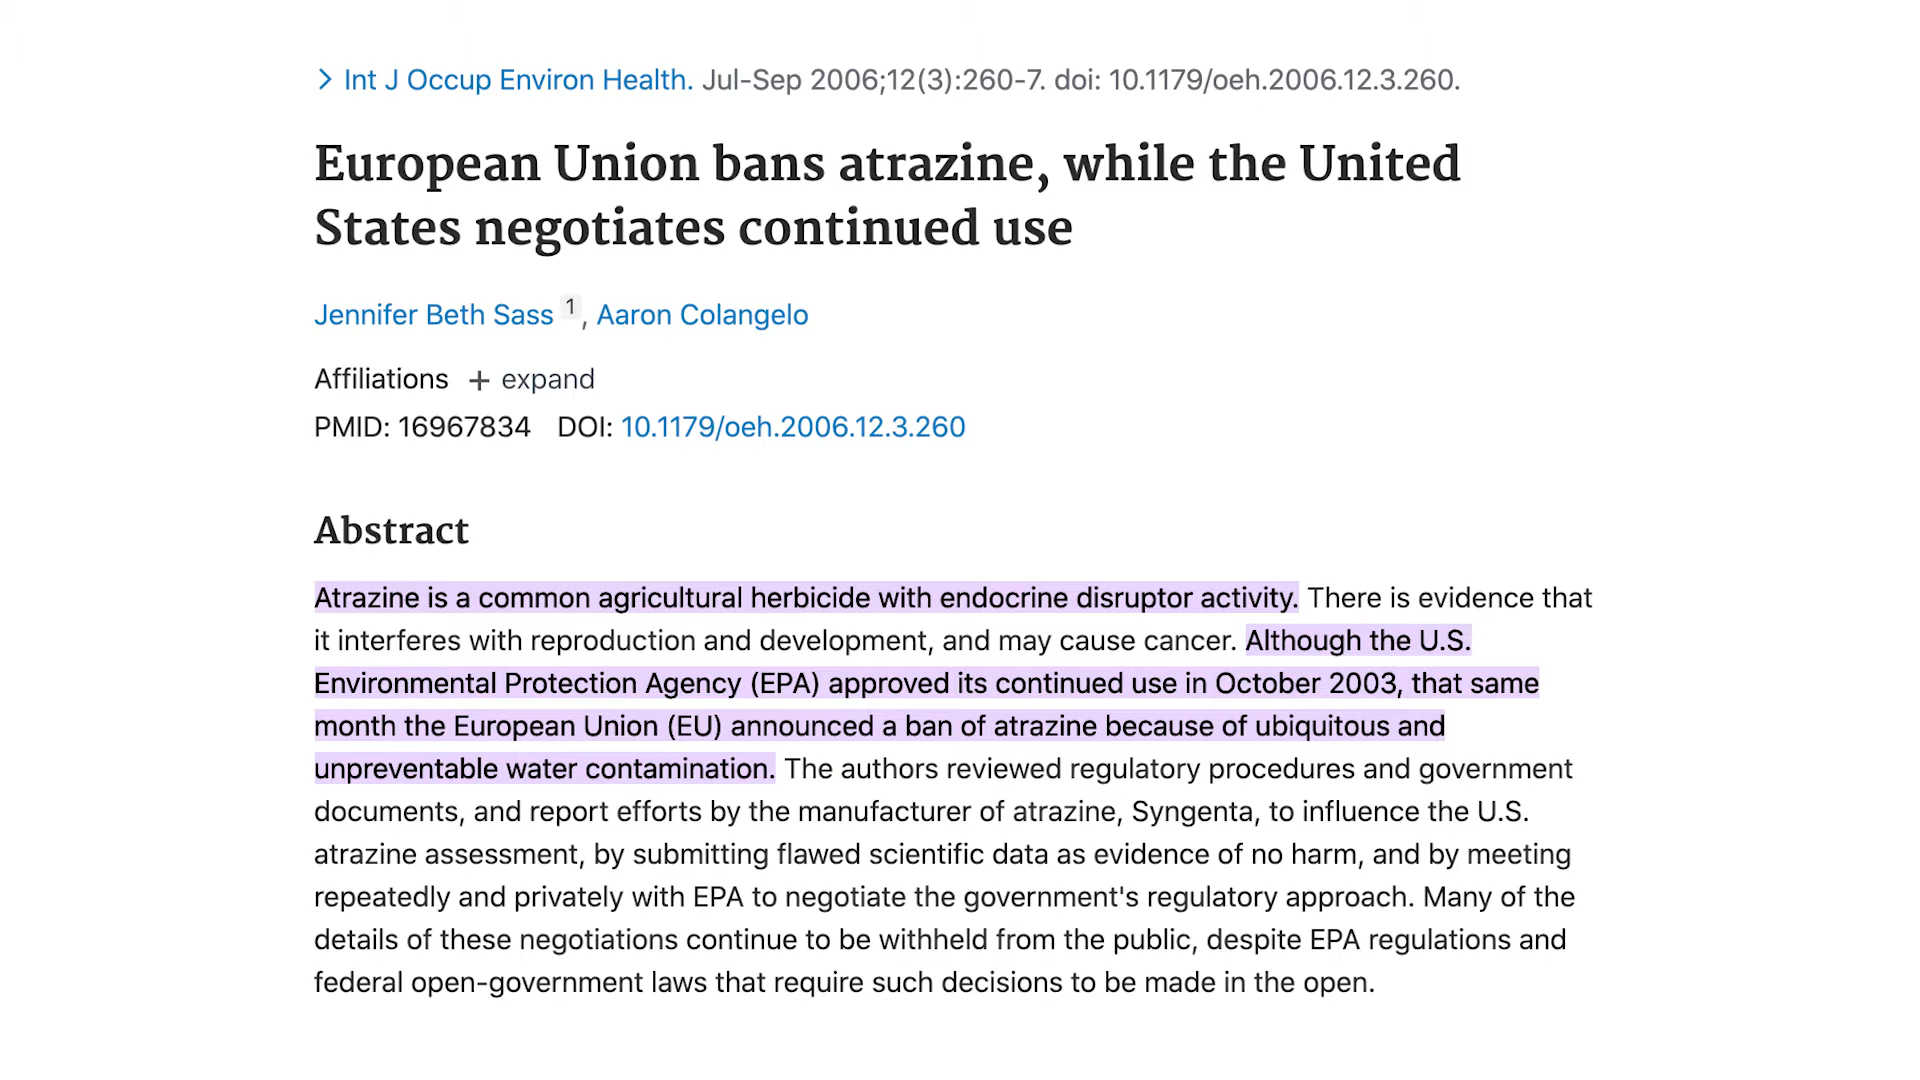 > Int J Occup Environ Health. Jul-Sep 2006;12(3):260-7. doi: 10.1179/oeh.2006.12.3.260.
European Union bans atrazine, while the United
States negotiates continued use
Jennifer Beth Sass 1, Aaron Colangelo
Affiliations + expand
PMID: 16967834 DOI: 10.1179/oeh.2006.12.3.260
Abstract
Atrazine is a common agricultural herbicide with endocrine disruptor activity. There is evidence that
it interferes with reproduction and development, and may cause cancer. Although the U.S.
Environmental Protection Agency (EPA) approved its continued use in October 2003, that same
month the European Union (EU) announced a ban of atrazine because of ubiquitous and
unpreventable water contamination. The authors reviewed regulatory procedures and government
documents, and report efforts by the manufacturer of atrazine, Syngenta, to influence the U.S.
atrazine assessment, by submitting flawed scientific data as evidence of no harm, and by meeting
repeatedly and privately with EPA to negotiate the government's regulatory approach. Many of the
details of these negotiations continue to be withheld from the public, despite EPA regulations and
federal open-government laws that require such decisions to be made in the open.